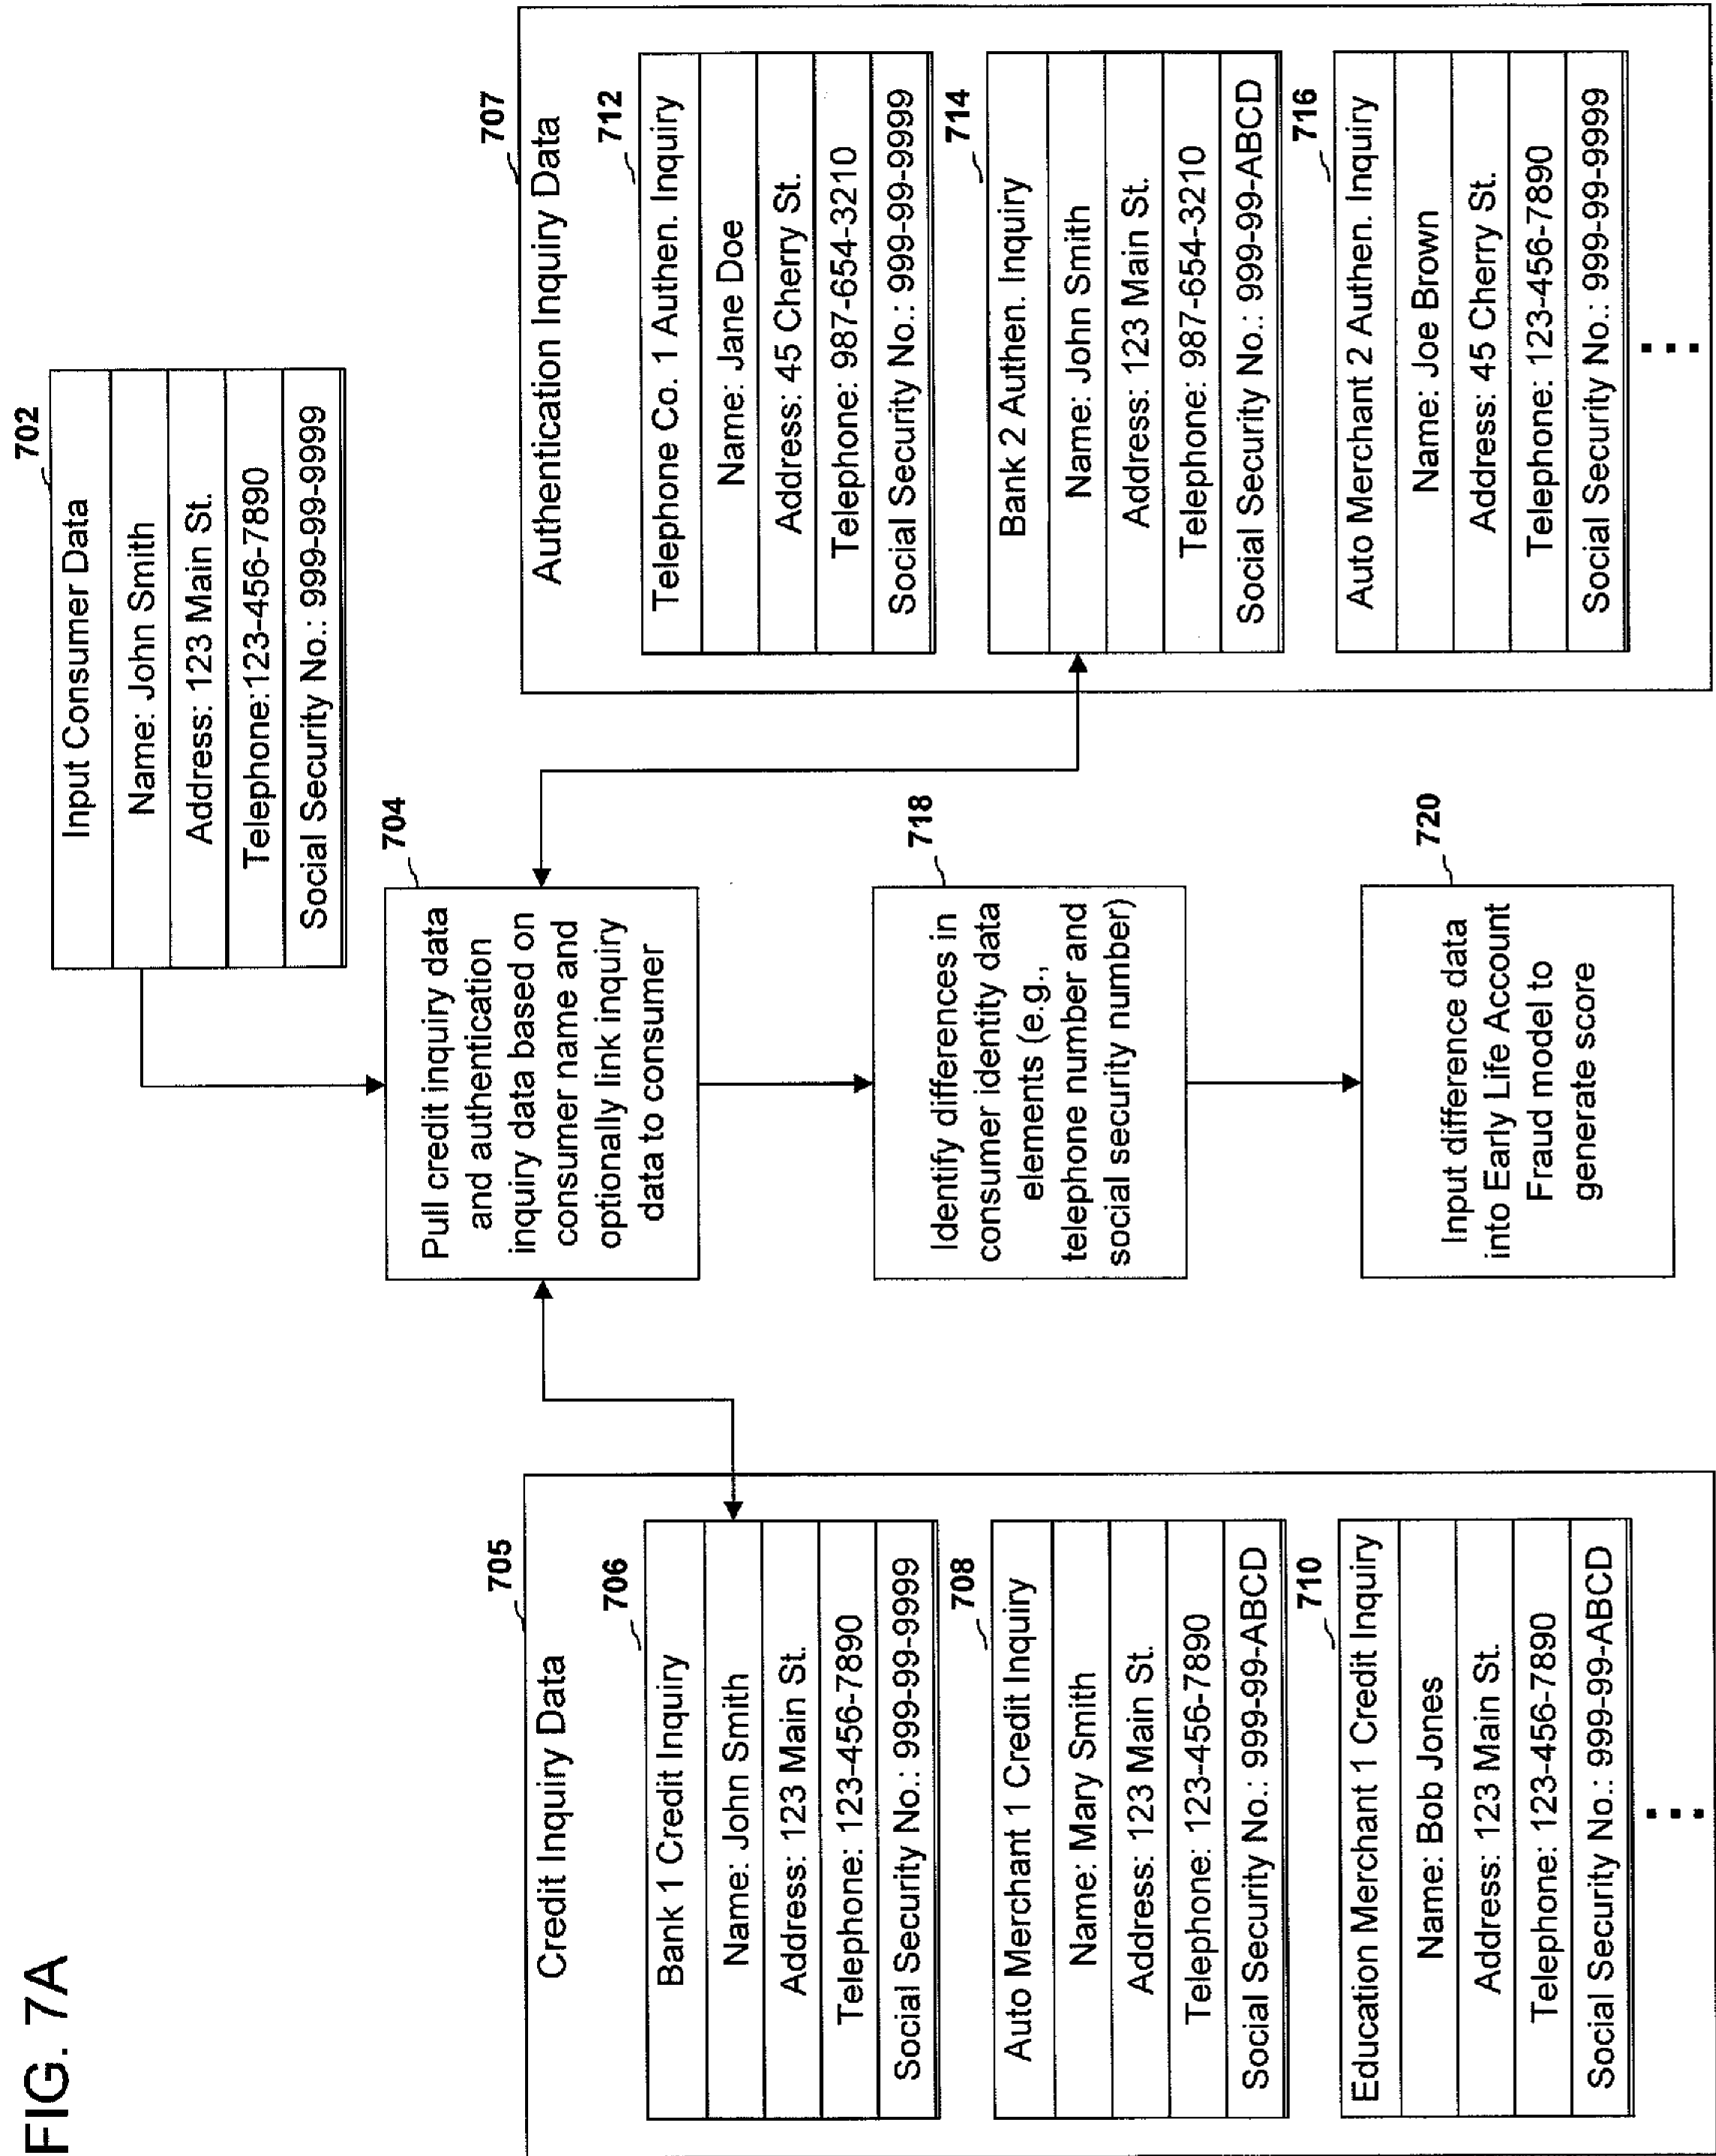 FIG. 7A
702
Input Consumer Data
Name: John Smith
Address: 123 Main St.
Telephone:123-456-7890
Social Security No.: 999-99-9999
705
Credit Inquiry Data
706
Bank 1 Credit Inquiry
Name: John Smith
Address: 123 Main St.
Telephone: 123-456-7890
Social Security No.: 999-99-9999
708
Auto Merchant 1 Credit Inquiry
Name: Mary Smith
Address: 123 Main St.
Telephone: 123-456-7890
Social Security No.: 999-99-ABCD
710
Education Merchant 1 Credit Inquiry
Name: Bob Jones
Address: 123 Main St.
Telephone: 123-456-7890
Social Security No.: 999-99-ABCD
704
Pull credit inquiry data
and authentication
inquiry data based on
consumer name and
optionally link inquiry
data to consumer
718
Identify differences in
consumer identity data
elements (e.g.,
telephone number and
social security number)
720
Input difference data
into Early Life Account
Fraud model to
generate score
707
Authentication Inquiry Data
712
Telephone Co. 1 Authen. Inquiry
Name: Jane Doe
Address: 45 Cherry St.
Telephone: 987-654-3210
Social Security No.: 999-99-9999
714
Bank 2 Authen. Inquiry
Name: John Smith
Address: 123 Main St.
Telephone: 987-654-3210
Social Security No.: 999-99-ABCD
716
Auto Merchant 2 Authen. Inquiry
Name: Joe Brown
Address: 45 Cherry St.
Telephone: 123-456-7890
Social Security No.: 999-99-9999